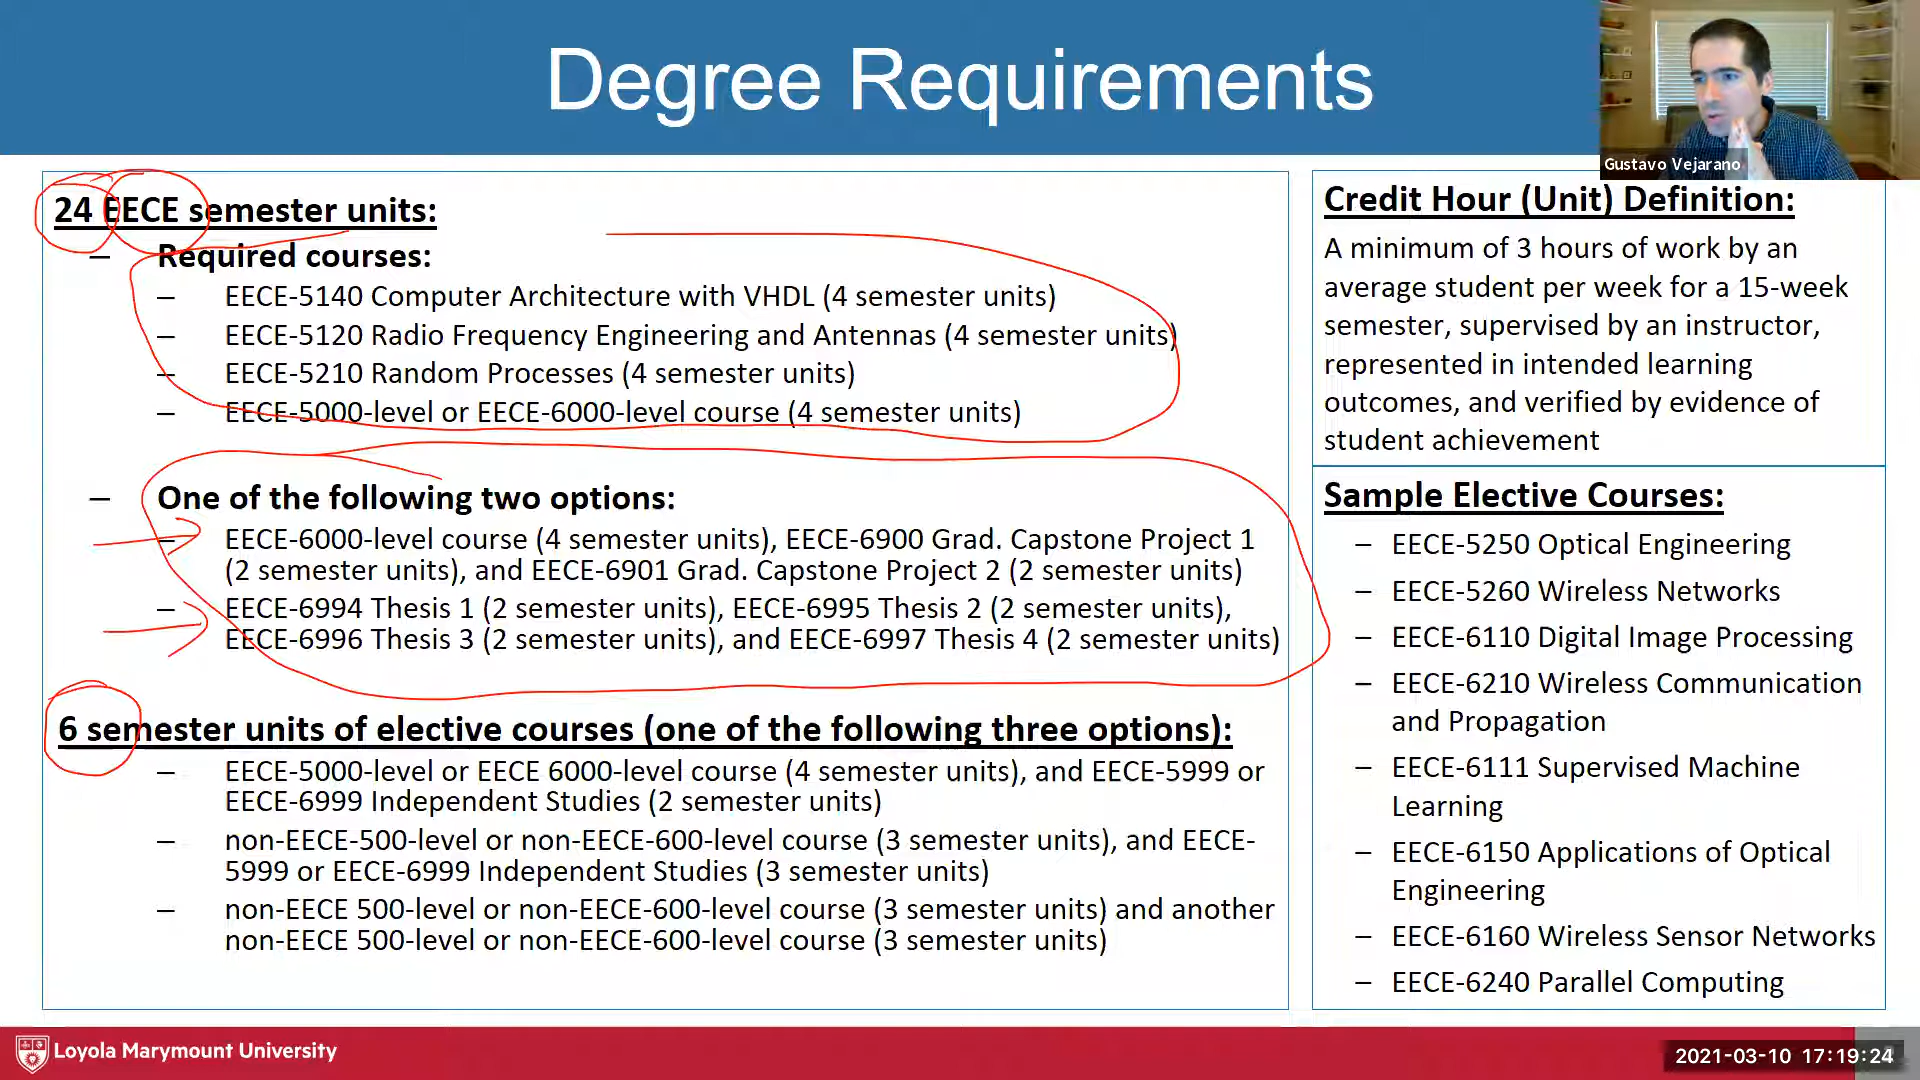 Degree Requirements
Gustavo Vejarano
24 EECE semester units:
– Required courses:
– EECE-5140 Computer Architecture with VHDL (4 semester units)
– EECE-5120 Radio Frequency Engineering and Antennas (4 semester units)
– EECE-5210 Random Processes (4 semester units)
– EECE-5000-level or EECE-6000-level course (4 semester units)
– One of the following two options:
– EECE-6000-level course (4 semester units), EECE-6900 Grad. Capstone Project 1
(2 semester units), and EECE-6901 Grad. Capstone Project 2 (2 semester units)
– EECE-6994 Thesis 1 (2 semester units), EECE-6995 Thesis 2 (2 semester units),
EECE-6996 Thesis 3 (2 semester units), and EECE-6997 Thesis 4 (2 semester units)
6 semester units of elective courses (one of the following three options):
– EECE-5000-level or EECE 6000-level course (4 semester units), and EECE-5999 or
EECE-6999 Independent Studies (2 semester units)
– non-EECE-500-level or non-EECE-600-level course (3 semester units), and EECE-
5999 or EECE-6999 Independent Studies (3 semester units)
– non-EECE 500-level or non-EECE-600-level course (3 semester units) and another
non-EECE 500-level or non-EECE-600-level course (3 semester units)
Credit Hour (Unit) Definition:
A minimum of 3 hours of work by an
average student per week for a 15-week
semester, supervised by an instructor,
represented in intended learning
outcomes, and verified by evidence of
student achievement
Sample Elective Courses:
– EECE-5250 Optical Engineering
– EECE-5260 Wireless Networks
– EECE-6110 Digital Image Processing
– EECE-6210 Wireless Communication
and Propagation
– EECE-6111 Supervised Machine
Learning
– EECE-6150 Applications of Optical
Engineering
– EECE-6160 Wireless Sensor Networks
– EECE-6240 Parallel Computing
Loyola Marymount University
2021-03-10 17:19:24